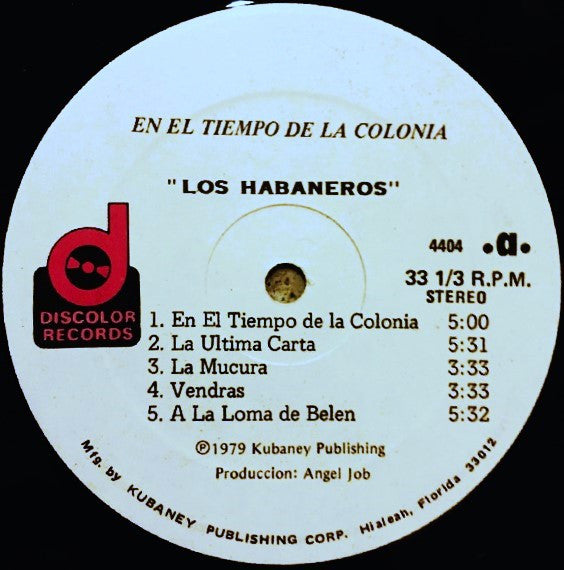 EN EL TIEMPO DE LA COLONIA
"LOS HABANEROS"
4404 .a.
33 1/3 R.P.M.
STEREO
d
DISCOLOR
RECORDS
1. En El Tiempo de la Colonia 5:00
2. La Ultima Carta 5:31
3. La Mucura 3:33
4. Vendras 3:33
5. A La Loma de Belen 5:32
℗1979 Kubaney Publishing
Produccion: Angel Job
Mfg. by KUBANEY PUBLISHING CORP. Hialeah, Florida 33012